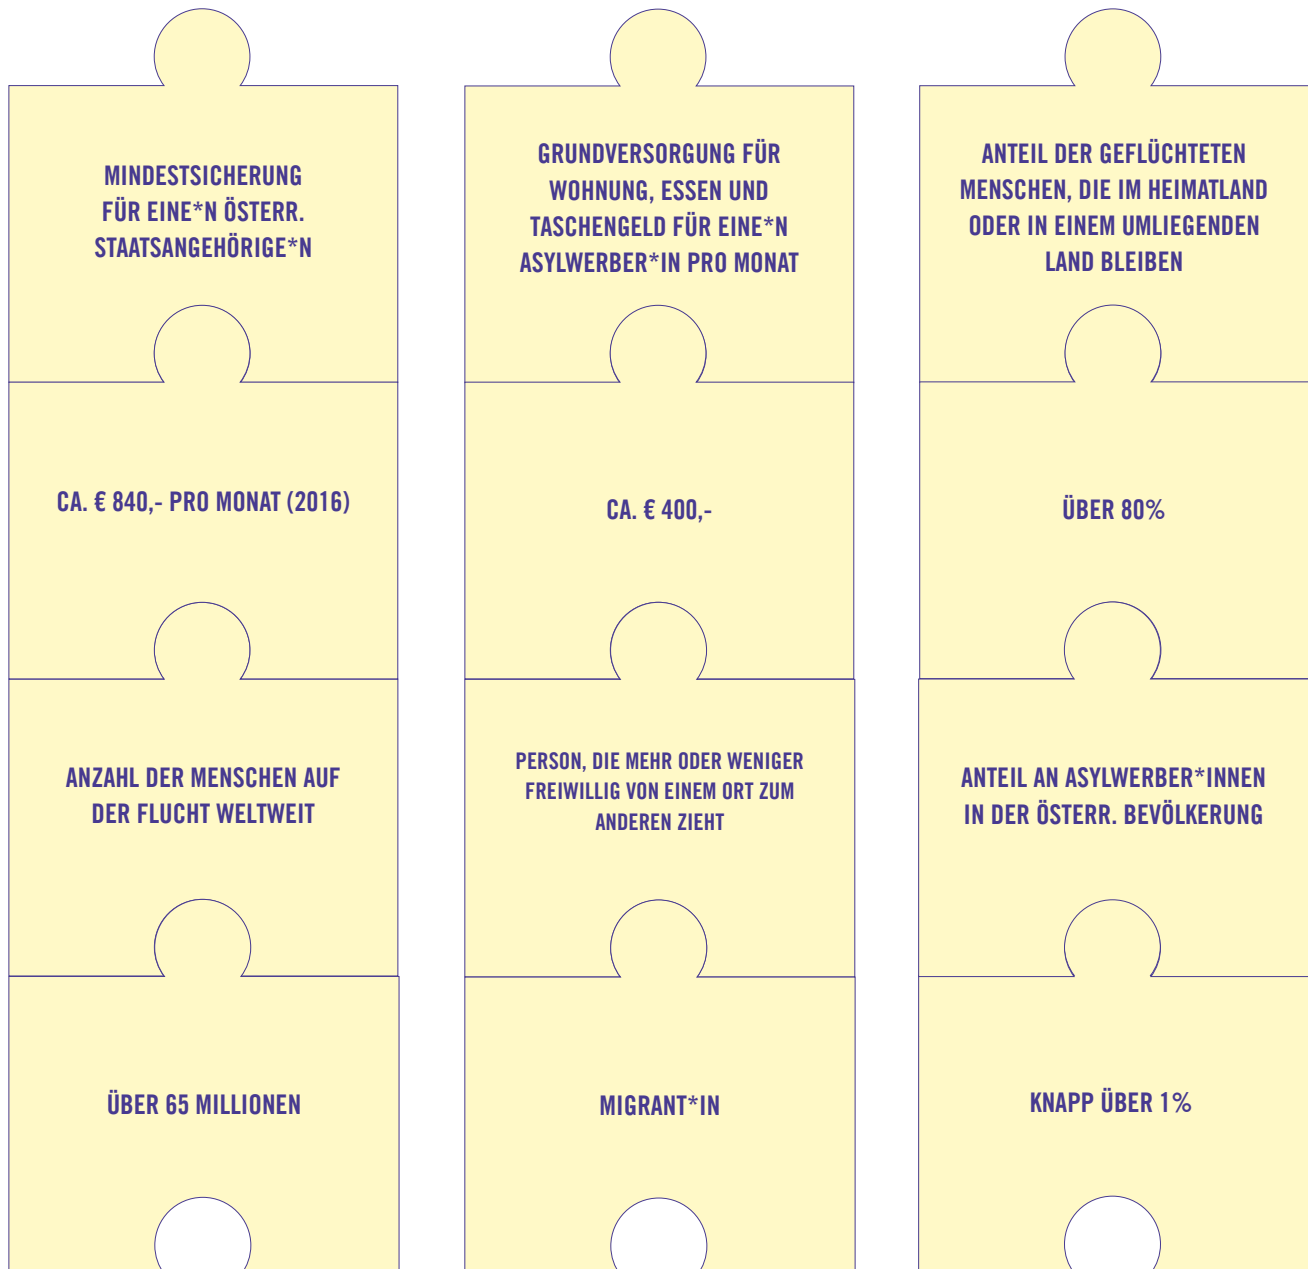 MINDESTSICHERUNG
FÜR EINE*N ÖSTERR.
STAATSANGEHÖRIGE*N
GRUNDVERSORGUNG FÜR
WOHNUNG, ESSEN UND
TASCHENGELD FÜR EINE*N
ASYLWERBER*IN PRO MONAT
ANTEIL DER GEFLÜCHTETEN
MENSCHEN, DIE IM HEIMATLAND
ODER IN EINEM UMLIEGENDEN
LAND BLEIBEN
CA. € 840,- PRO MONAT (2016)
CA. € 400,-
ÜBER 80%
ANZAHL DER MENSCHEN AUF
DER FLUCHT WELTWEIT
PERSON, DIE MEHR ODER WENIGER
FREIWILLIG VON EINEM ORT ZUM
ANDEREN ZIEHT
ANTEIL AN ASYLWERBER*INNEN
IN DER ÖSTERR. BEVÖLKERUNG
ÜBER 65 MILLIONEN
MIGRANT*IN
KNAPP ÜBER 1%